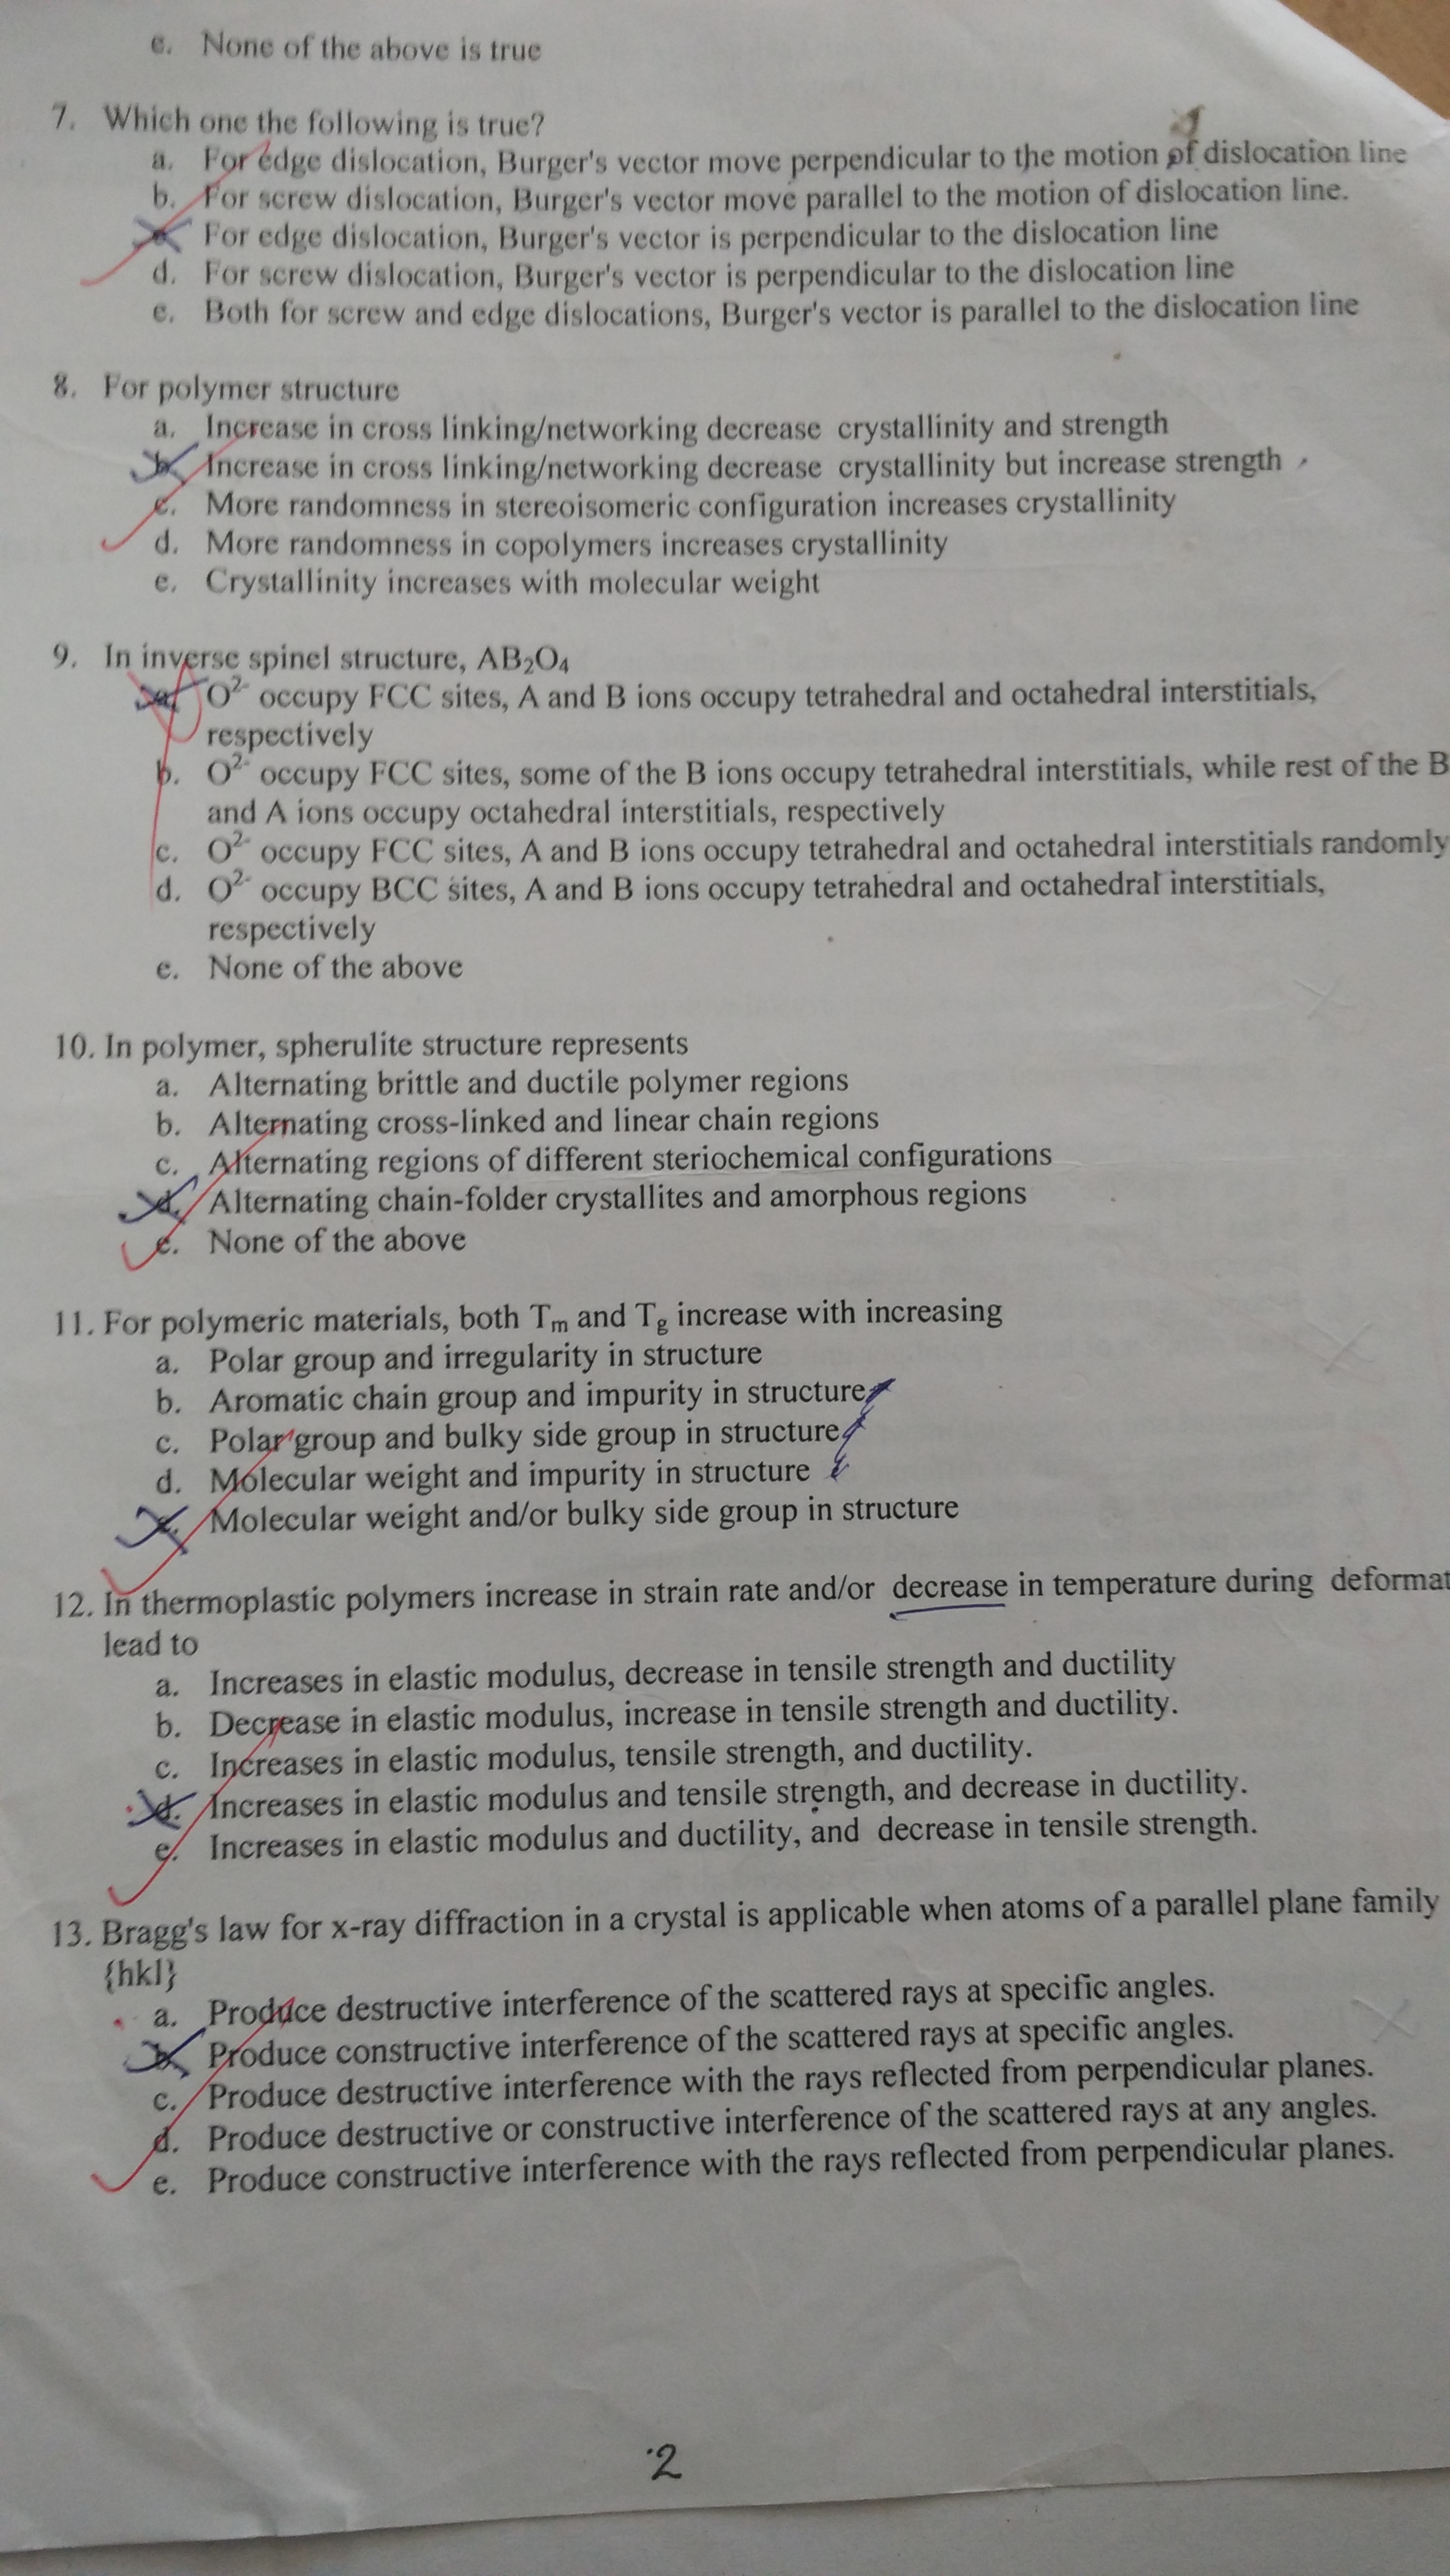 e. None of the above is true
7. Which one the following is true?
a. For edge dislocation, Burger's vector move perpendicular to the motion of dislocation line
b. For screw dislocation, Burger's vector move parallel to the motion of dislocation line.
For edge dislocation, Burger's vector is perpendicular to the dislocation line
d. For screw dislocation, Burger's vector is perpendicular to the dislocation line
e. Both for screw and edge dislocations, Burger's vector is parallel to the dislocation line
8. For polymer structure
a. Increase in cross linking/networking decrease crystallinity and strength
b. Increase in cross linking/networking decrease crystallinity but increase strength
c. More randomness in stereoisomeric configuration increases crystallinity
d. More randomness in copolymers increases crystallinity
e. Crystallinity increases with molecular weight
9. In inverse spinel structure, AB₂O₄
a. O²⁻ occupy FCC sites, A and B ions occupy tetrahedral and octahedral interstitials,
respectively
b. O²⁻ occupy FCC sites, some of the B ions occupy tetrahedral interstitials, while rest of the B
and A ions occupy octahedral interstitials, respectively
c. O²⁻ occupy FCC sites, A and B ions occupy tetrahedral and octahedral interstitials randomly
d. O²⁻ occupy BCC sites, A and B ions occupy tetrahedral and octahedral interstitials,
respectively
e. None of the above
10. In polymer, spherulite structure represents
a. Alternating brittle and ductile polymer regions
b. Alternating cross-linked and linear chain regions
c. Alternating regions of different steriochemical configurations
d. Alternating chain-folder crystallites and amorphous regions
e. None of the above
11. For polymeric materials, both Tₘ and T<sub>g</sub> increase with increasing
a. Polar group and irregularity in structure
b. Aromatic chain group and impurity in structure
c. Polar group and bulky side group in structure
d. Molecular weight and impurity in structure
Molecular weight and/or bulky side group in structure
12. In thermoplastic polymers increase in strain rate and/or decrease in temperature during deformat
lead to
a. Increases in elastic modulus, decrease in tensile strength and ductility
b. Decrease in elastic modulus, increase in tensile strength and ductility.
c. Increases in elastic modulus, tensile strength, and ductility.
d. Increases in elastic modulus and tensile strength, and decrease in ductility.
e. Increases in elastic modulus and ductility, and decrease in tensile strength.
13. Bragg's law for x-ray diffraction in a crystal is applicable when atoms of a parallel plane family
{hkl}
a. Produce destructive interference of the scattered rays at specific angles.
b. Produce constructive interference of the scattered rays at specific angles.
c. Produce destructive interference with the rays reflected from perpendicular planes.
d. Produce destructive or constructive interference of the scattered rays at any angles.
e. Produce constructive interference with the rays reflected from perpendicular planes.
2